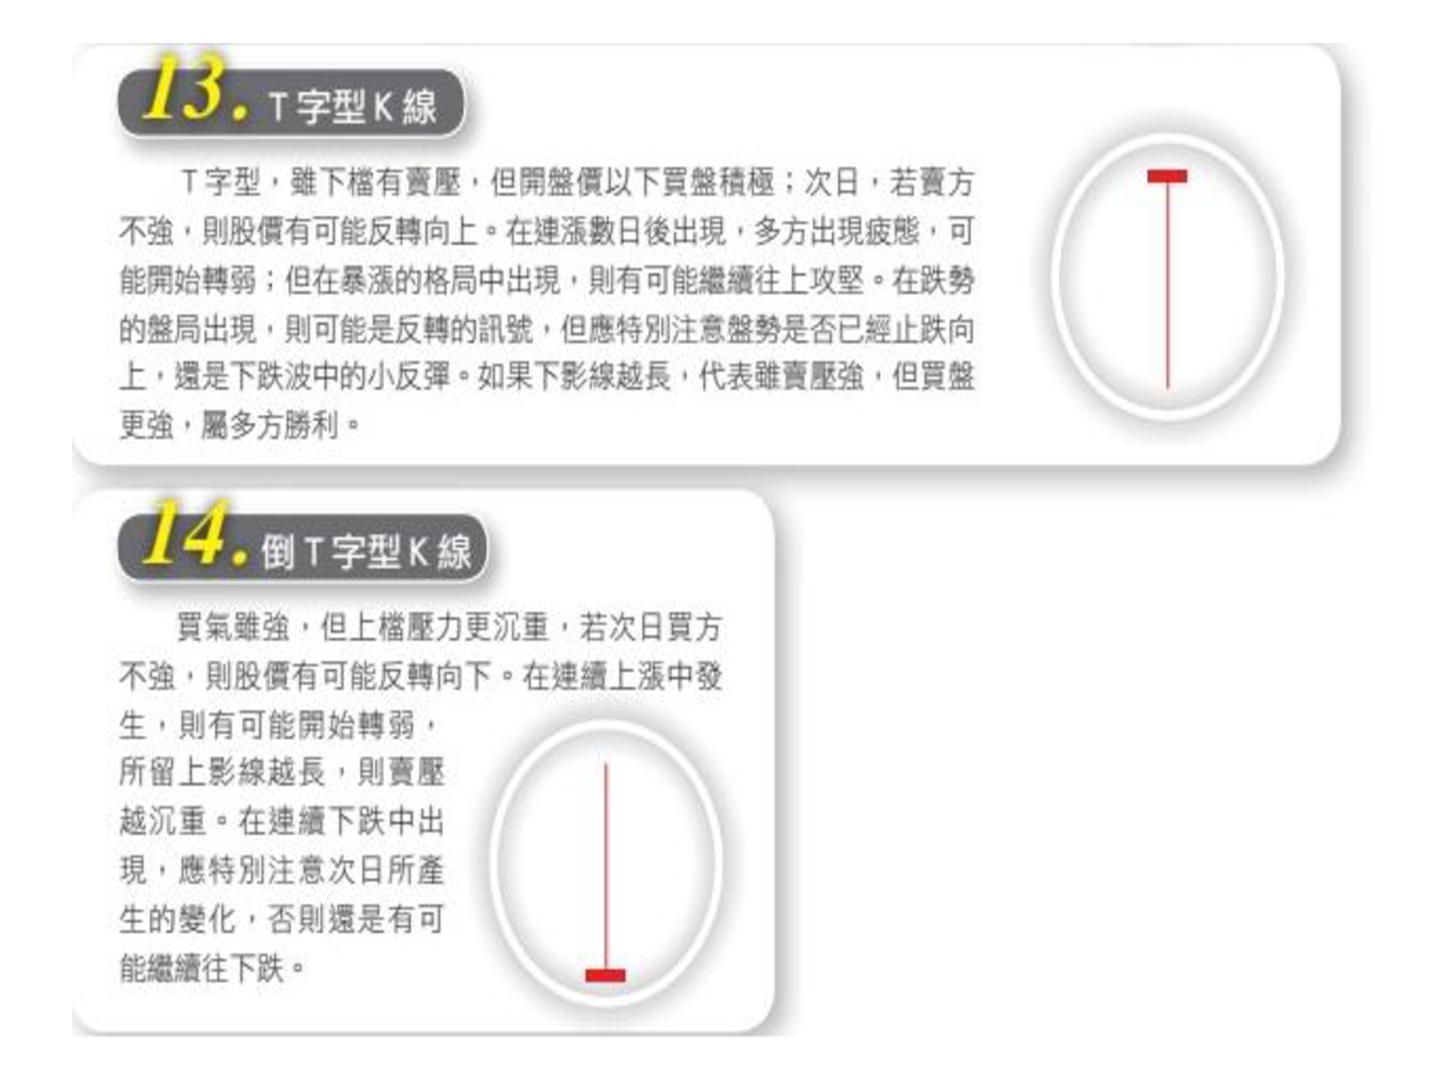 13. T字型K線
T字型，雖下檔有賣壓，但開盤價以下買盤積極；次日，若賣方
不強，則股價有可能反轉向上。在連漲數日後出現，多方出現疲態，可
能開始轉弱；但在暴漲的格局中出現，則有可能繼續往上攻堅。在跌勢
的盤局出現，則可能是反轉的訊號，但應特別注意盤勢是否已經止跌向
上，還是下跌波中的小反彈。如果下影線越長，代表雖賣壓強，但買盤
更強，屬多方勝利。
14. 倒T字型K線
買氣雖強，但上檔壓力更沉重，若次日買方
不強，則股價有可能反轉向下。在連續上漲中發
生，則有可能開始轉弱，
所留上影線越長，則賣壓
越沉重。在連續下跌中出
現，應特別注意次日所產
生的變化，否則還是有可
能繼續往下跌。